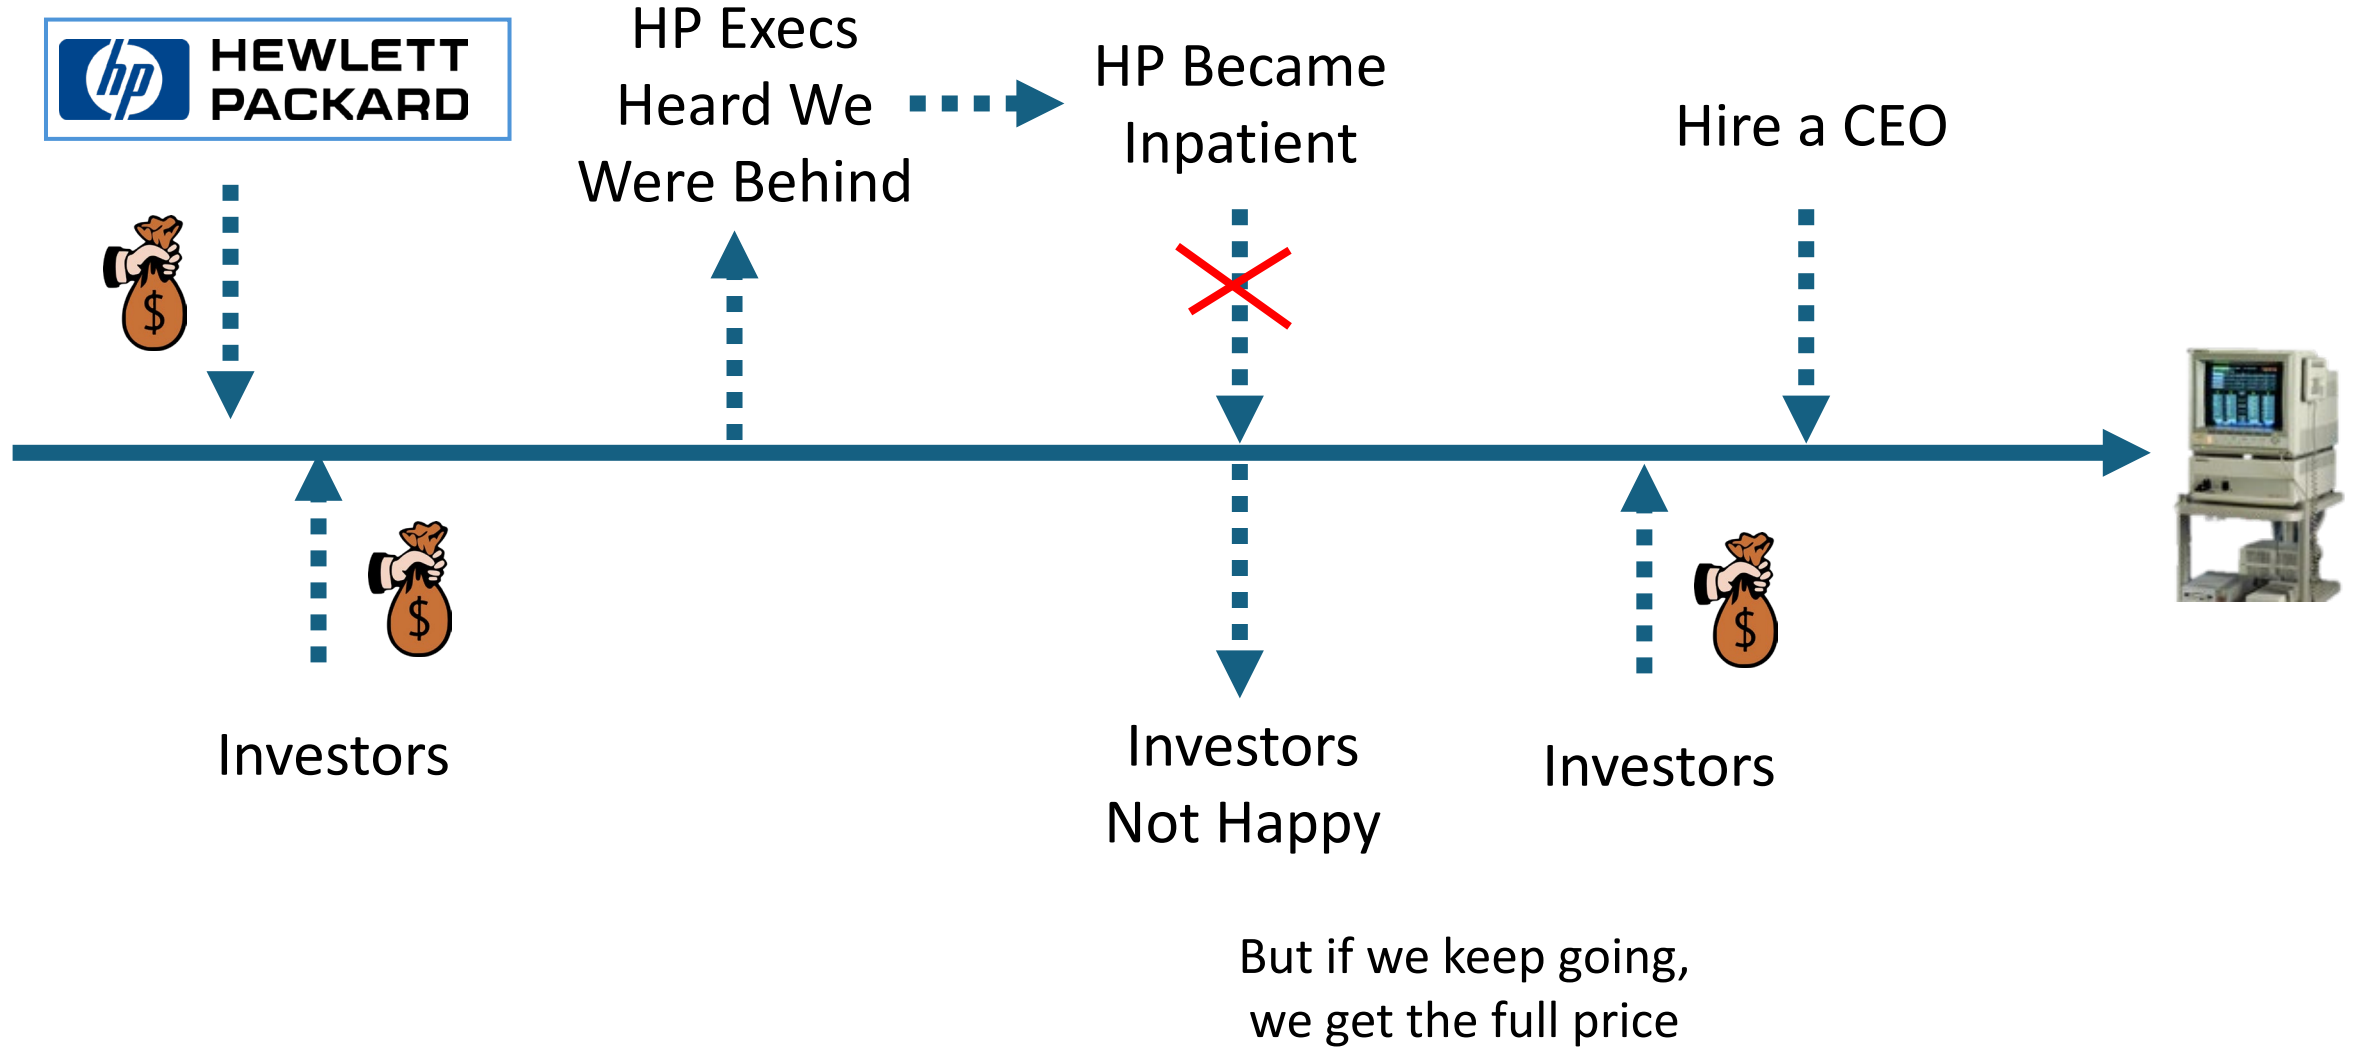 hp
HEWLETT
PACKARD
HP Execs
Heard We
Were Behind
HP Became
Inpatient
Hire a CEO
$
$
$
Investors
Investors
Not Happy
Investors
But if we keep going,
we get the full price